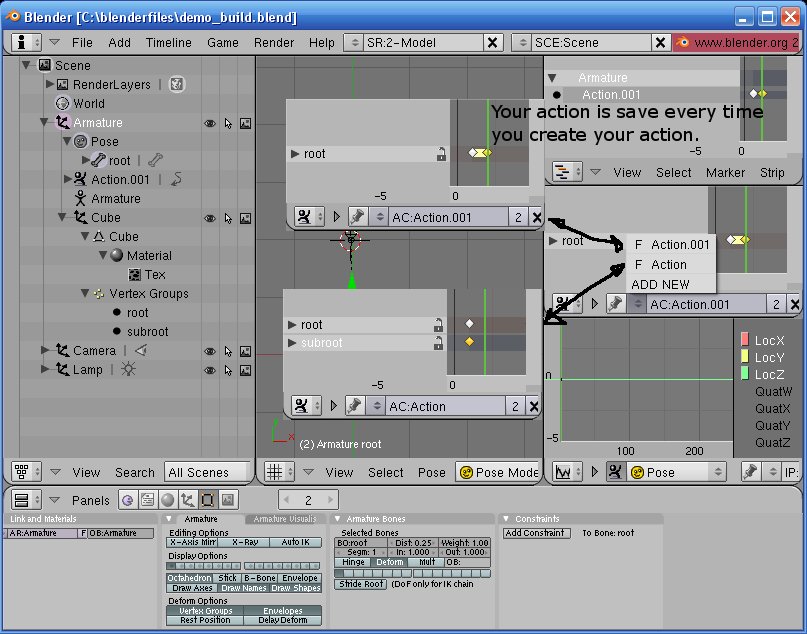 Blender [C:\blenderfiles\demo_build.blend]
File Add Timeline Game Render Help SR:2-Model SCE:Scene www.blender.org 2
Scene
RenderLayers
World
Armature
Pose
root
Action.001
Armature
Cube
Cube
Material
Tex
Vertex Groups
root
subroot
Camera
Lamp
View Search All Scenes
root
-5 0
AC:Action.001 2
root
subroot
-5 0
AC:Action 2
(2) Armature root
View Select Pose Pose Mode
Armature
Action.001
Your action is save every time
you create your action.
-5 0
View Select Marker Strip
root
F Action.001
F Action
ADD NEW
AC:Action.001 2
0
-5
100 200
LocX
LocY
LocZ
QuatW
QuatX
QuatY
QuatZ
Pose IP:
Panels 2
Link and Materials
AR:Armature F OB:Armature
Armature Armature Visualis
Editing Options
X-Axis Mirr X-Ray Auto IK
Display Options
Octahedron Stick B-Bone Envelope
Draw Axes Draw Names Draw Shapes
Deform Options
Vertex Groups Envelopes
Rest Position Delay Deform
Armature Bones
Selected Bones
BO:root Dist: 0.25 Weight: 1.00
Segm: 1 In: 1.000 Out: 1.000
Hinge Deform Mult OB:
Stride Root (DoF only for IK chain
Constraints
Add Constraint To Bone: root